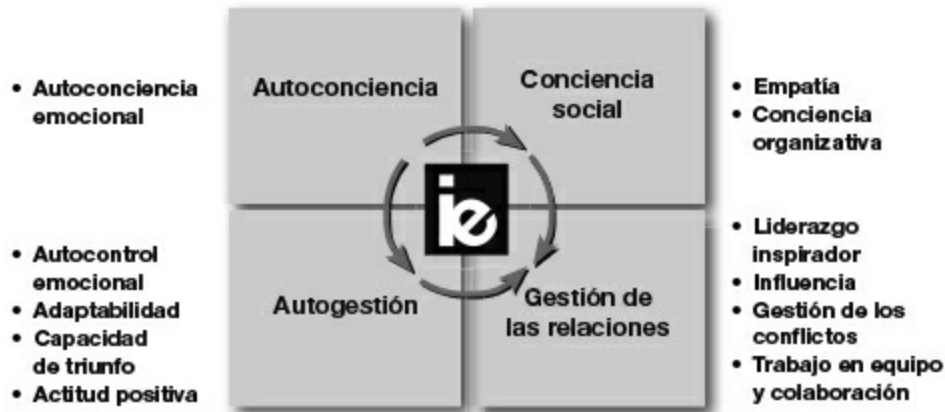 Autoconciencia
Conciencia
social
• Autoconciencia
emocional
• Empatía
• Conciencia
organizativa
ie
• Autocontrol
emocional
• Adaptabilidad
• Capacidad
de triunfo
• Actitud positiva
Autogestión
Gestión de
las relaciones
• Liderazgo
inspirador
• Influencia
• Gestión de los
conflictos
• Trabajo en equipo
y colaboración